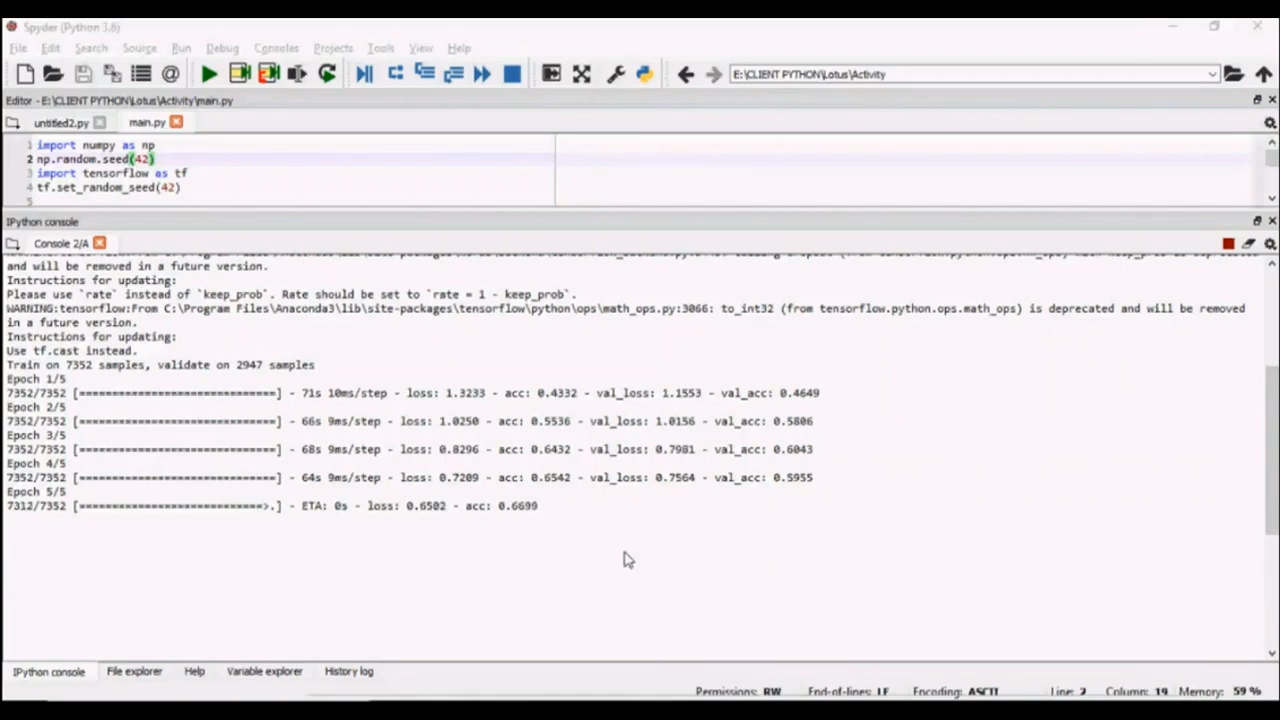 Spyder (Python 3.6)
File Edit Search Source Run Debug Consoles Projects Tools View Help
E:\CLIENT PYTHON\Lotus\Activity
Editor - E:\CLIENT PYTHON\Lotus\Activity\main.py
untitled2.py main.py
1 import numpy as np
2 np.random.seed(42)
3 import tensorflow as tf
4 tf.set_random_seed(42)
5
IPython console
Console 2/A
and will be removed in a future version.
Instructions for updating:
Please use `rate` instead of `keep_prob`. Rate should be set to `rate = 1 - keep_prob`.
WARNING:tensorflow:From C:\Program Files\Anaconda3\lib\site-packages\tensorflow\python\ops\math_ops.py:3066: to_int32 (from tensorflow.python.ops.math_ops) is deprecated and will be removed
in a future version.
Instructions for updating:
Use tf.cast instead.
Train on 7352 samples, validate on 2947 samples
Epoch 1/5
7352/7352 [==============================] - 71s 10ms/step - loss: 1.3233 - acc: 0.4332 - val_loss: 1.1553 - val_acc: 0.4649
Epoch 2/5
7352/7352 [==============================] - 66s 9ms/step - loss: 1.0250 - acc: 0.5536 - val_loss: 1.0156 - val_acc: 0.5806
Epoch 3/5
7352/7352 [==============================] - 68s 9ms/step - loss: 0.8296 - acc: 0.6432 - val_loss: 0.7981 - val_acc: 0.6043
Epoch 4/5
7352/7352 [==============================] - 64s 9ms/step - loss: 0.7209 - acc: 0.6542 - val_loss: 0.7564 - val_acc: 0.5955
Epoch 5/5
7312/7352 [============================>.] - ETA: 0s - loss: 0.6502 - acc: 0.6699
IPython console File explorer Help Variable explorer History log
Permissions: RW End-of-lines: LF Encoding: ASCII Line: 2 Column: 19 Memory: 59 %